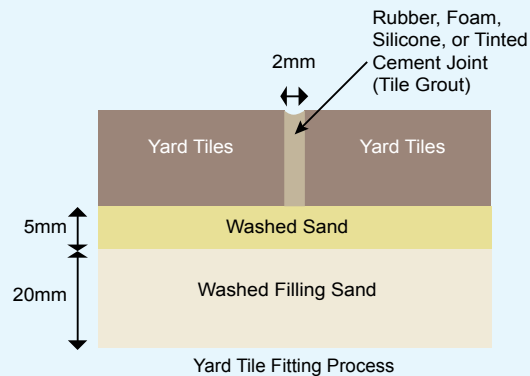 Rubber, Foam,
Silicone, or Tinted
Cement Joint
(Tile Grout)
2mm
Yard Tiles
Yard Tiles
5mm
Washed Sand
20mm
Washed Filling Sand
Yard Tile Fitting Process